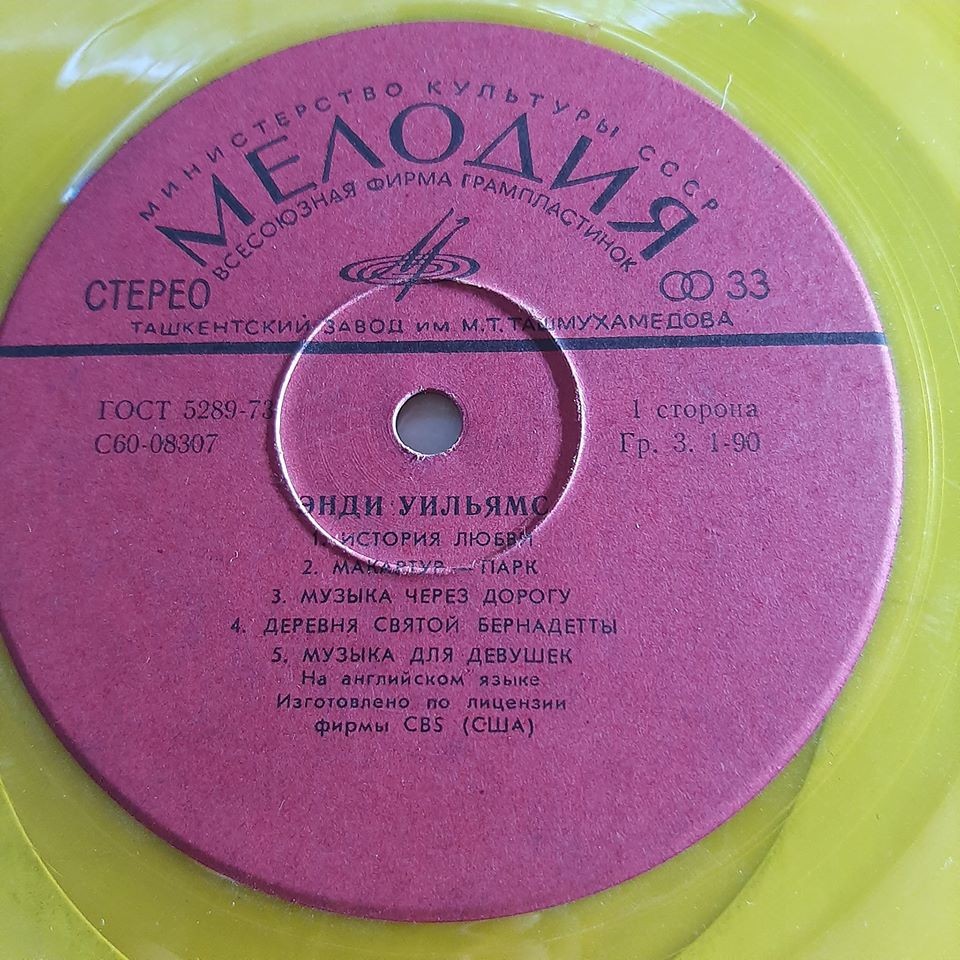 МИНИСТЕРСТВО КУЛЬТУРЫ СССР
МЕЛОДИЯ
ВСЕСОЮЗНАЯ ФИРМА ГРАМПЛАСТИНОК
СТЕРЕО 33
ТАШКЕНТСКИЙ ЗАВОД ИМ М.Т. ТАШМУХАМЕДОВА
ГОСТ 5289-73 1 сторона
С60-08307 Гр. 3. 1-90
ЭНДИ УИЛЬЯМС
1. ИСТОРИЯ ЛЮБВИ
2. МАКАРТУР — ПАРК
3. МУЗЫКА ЧЕРЕЗ ДОРОГУ
4. ДЕРЕВНЯ СВЯТОЙ БЕРНАДЕТТЫ
5. МУЗЫКА ДЛЯ ДЕВУШЕК
На английском языке
Изготовлено по лицензии
фирмы CBS (США)